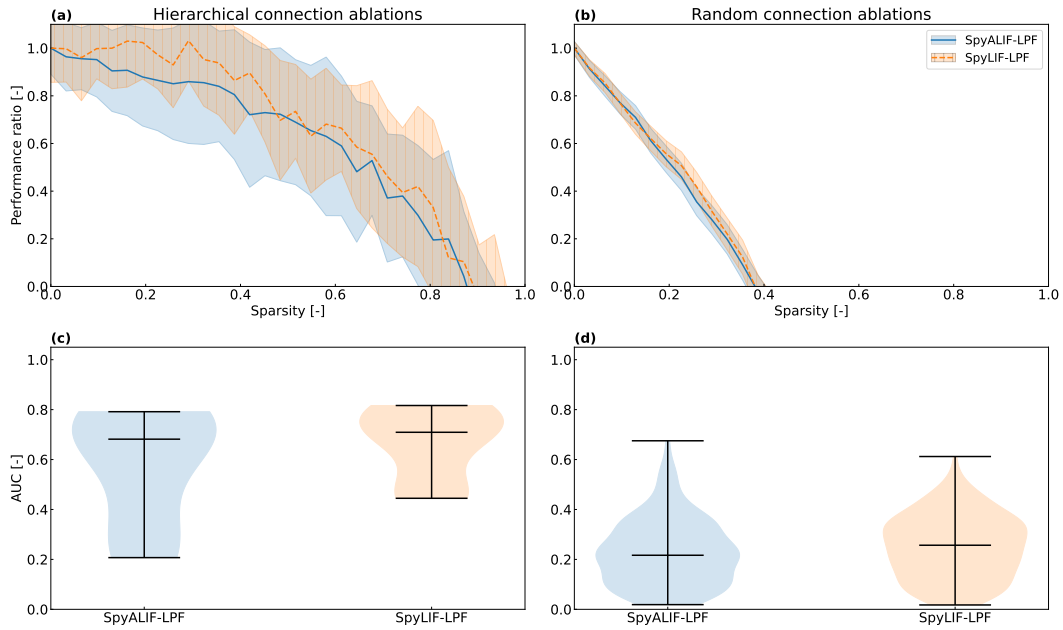 (a) Hierarchical connection ablations
Performance ratio [-]
1.0
0.8
0.6
0.4
0.2
0.0
0.0 0.2 0.4 0.6 0.8 1.0
Sparsity [-]
(b) Random connection ablations
SpyALIF-LPF
SpyLIF-LPF
1.0
0.8
0.6
0.4
0.2
0.0
0.0 0.2 0.4 0.6 0.8 1.0
Sparsity [-]
(c)
AUC [-]
1.0
0.8
0.6
0.4
0.2
0.0
SpyALIF-LPF SpyLIF-LPF
(d)
1.0
0.8
0.6
0.4
0.2
0.0
SpyALIF-LPF SpyLIF-LPF